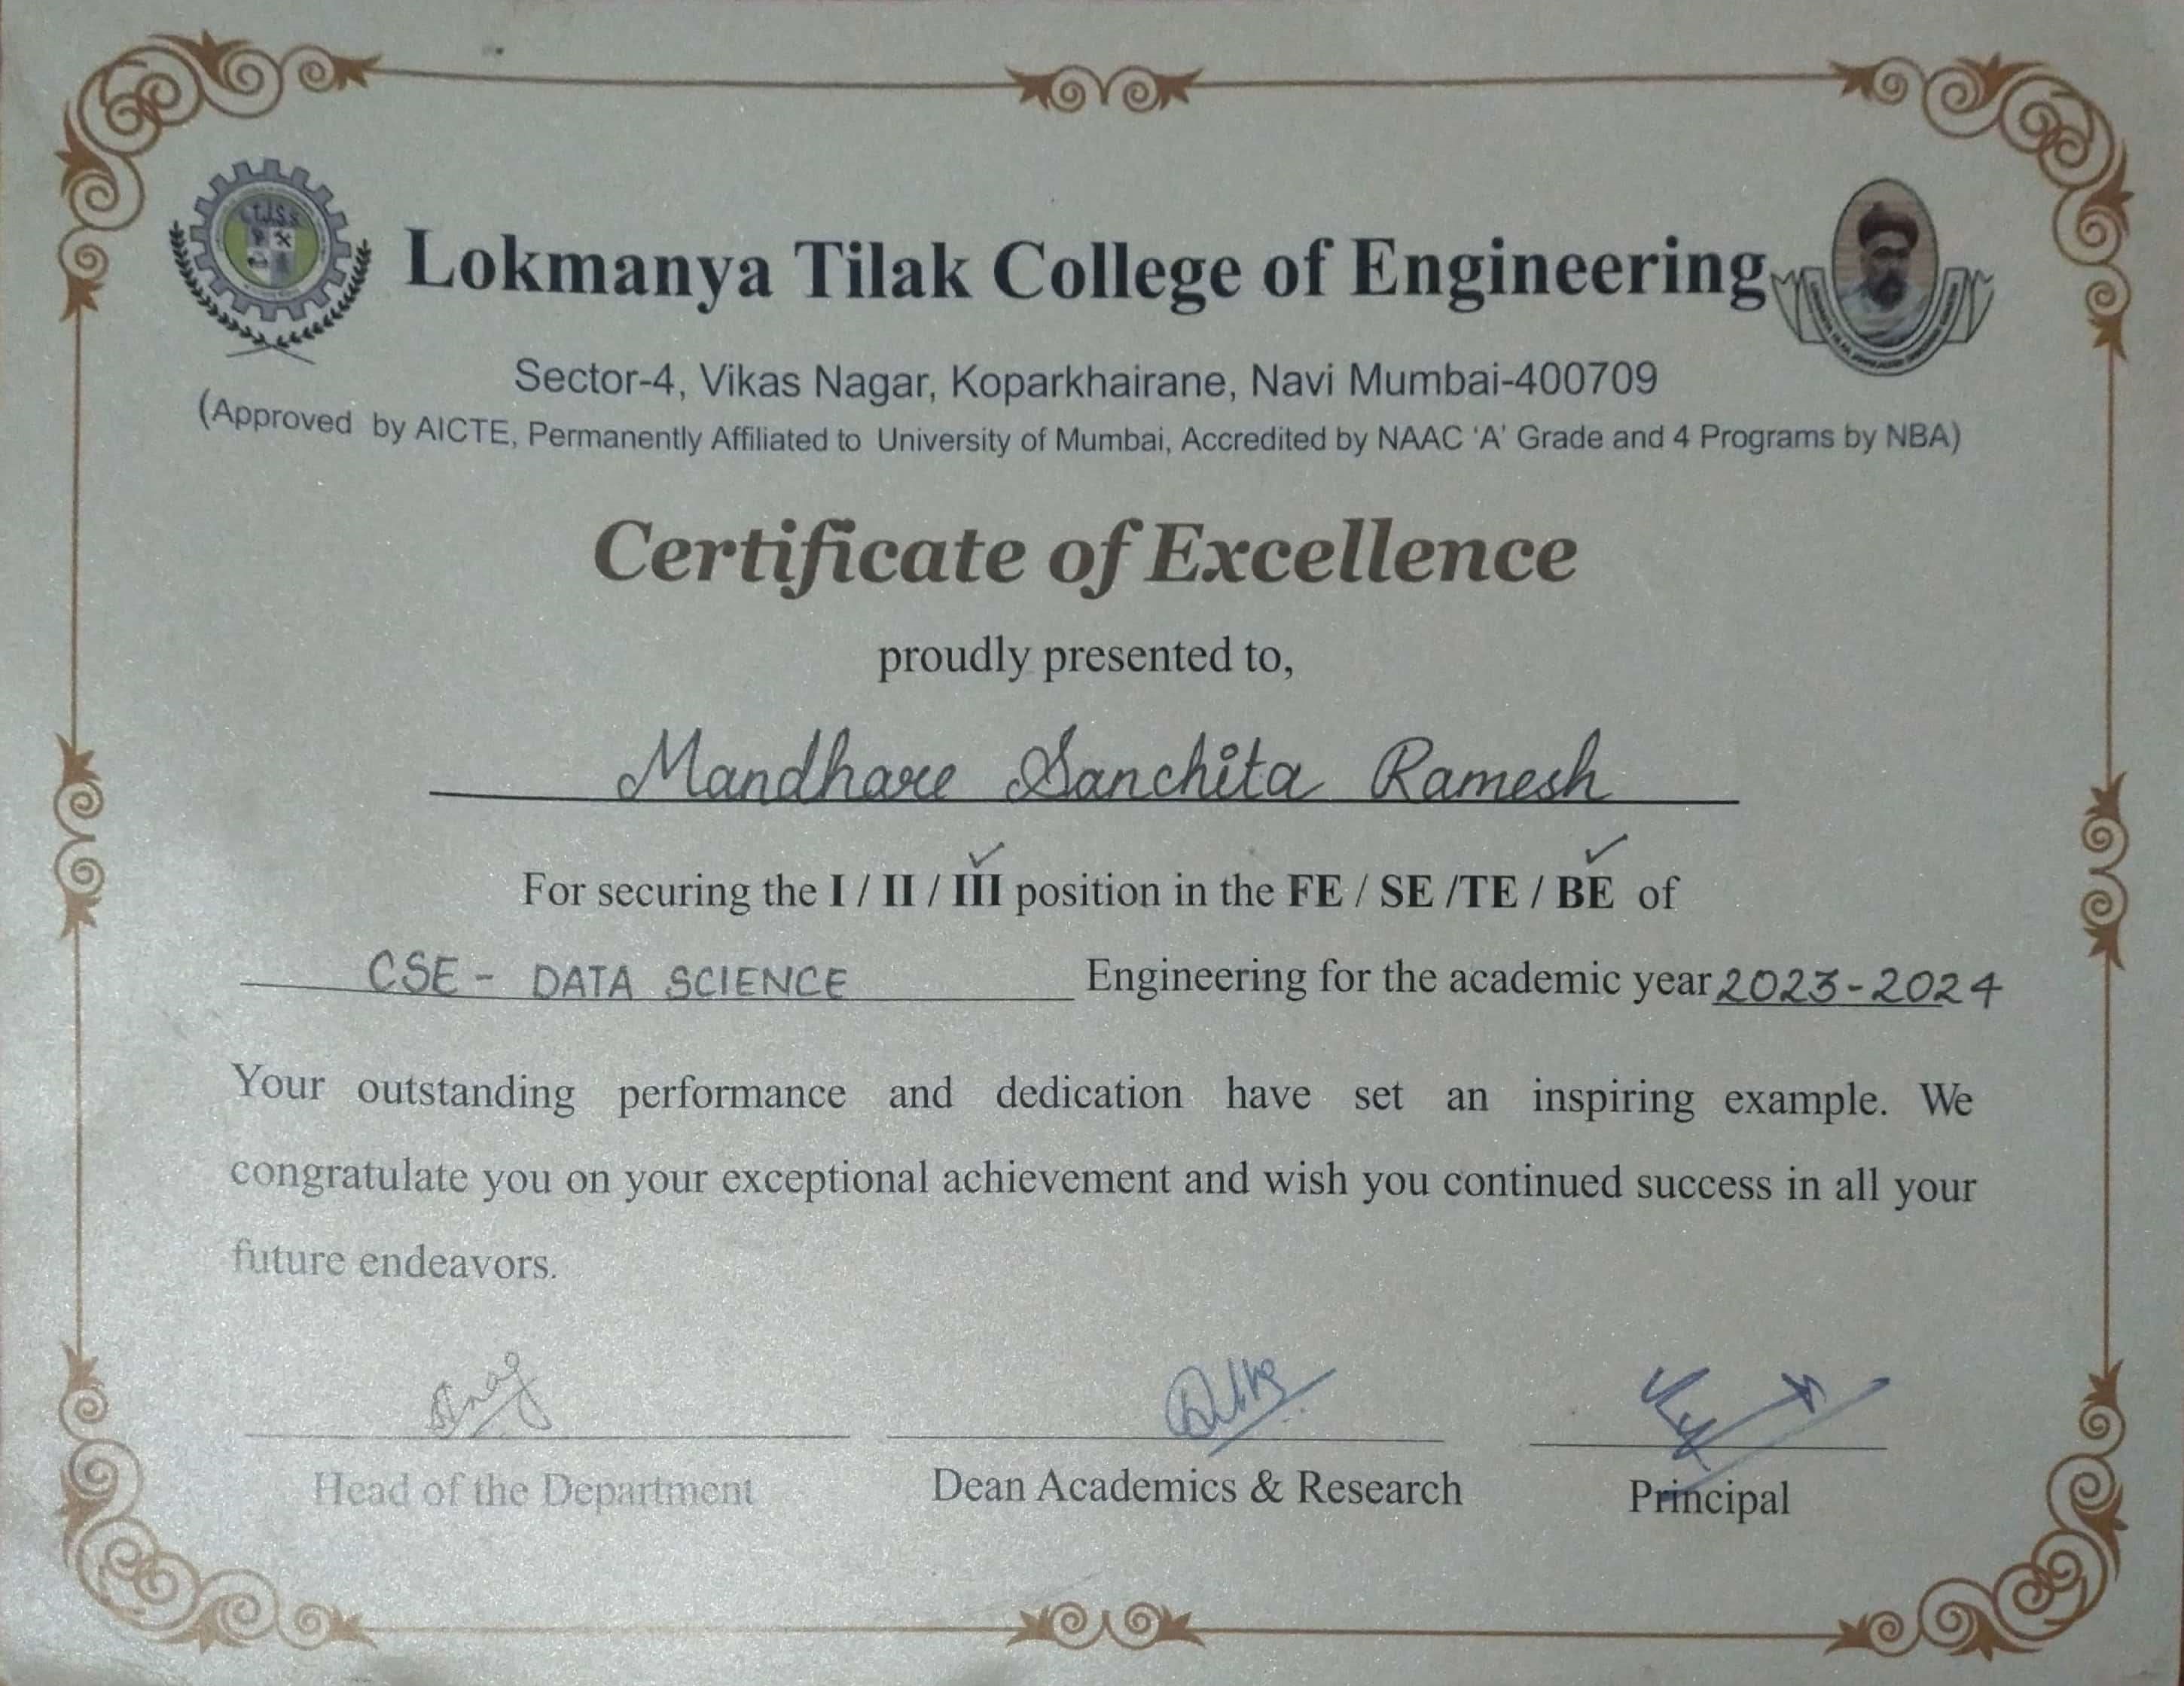 LTJSS
Lokmanya Tilak College of Engineering
Sector-4, Vikas Nagar, Koparkhairane, Navi Mumbai-400709
(Approved by AICTE, Permanently Affiliated to University of Mumbai, Accredited by NAAC ‘A’ Grade and 4 Programs by NBA)
Certificate of Excellence
proudly presented to,
Mandhare Sanchita Ramesh
For securing the I / II / III position in the FE / SE /TE / BE of
CSE - DATA SCIENCE Engineering for the academic year 2023-2024
Your outstanding performance and dedication have set an inspiring example. We
congratulate you on your exceptional achievement and wish you continued success in all your
future endeavors.
Head of the Department Dean Academics & Research Principal